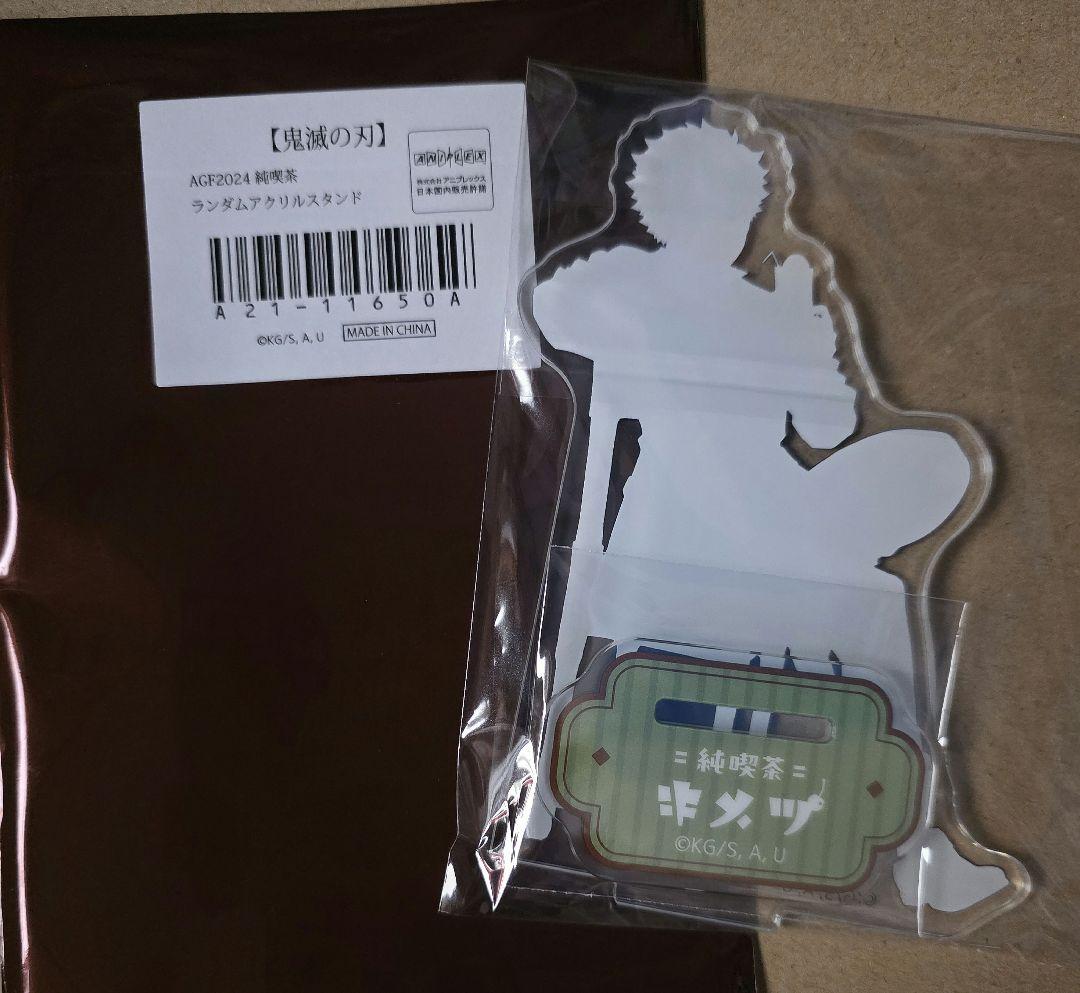 【鬼滅の刃】
AGF2024 純喫茶
ランダムアクリルスタンド
ANIPLEX
株式会社アニプレックス
日本国内販売許諾
A21-11650A
©KG/S, A, U
MADE IN CHINA
=純喫茶=
キメツ
©KG/S, A, U